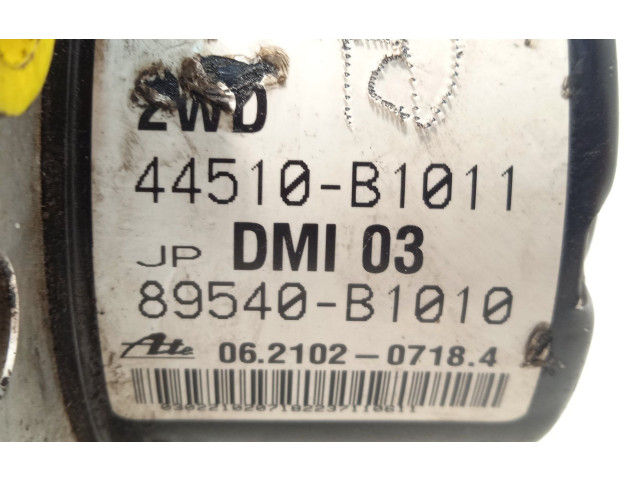 2WD
44510-B1011
JP DMI 03
89540-B1010
Ate 06.2102-0718.4